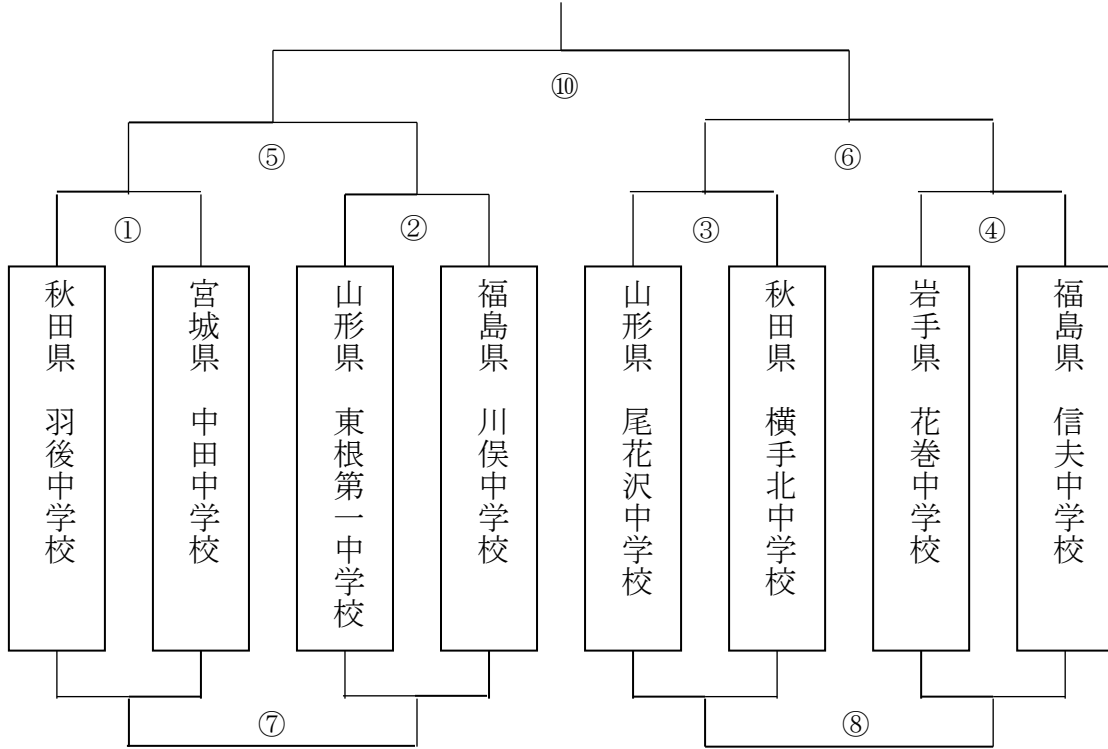 ⑩
⑤
⑥
①
②
③
④
秋田県　羽後中学校
宮城県　中田中学校
山形県　東根第一中学校
福島県　川俣中学校
山形県　尾花沢中学校
秋田県　横手北中学校
岩手県　花巻中学校
福島県　信夫中学校
⑦
⑧